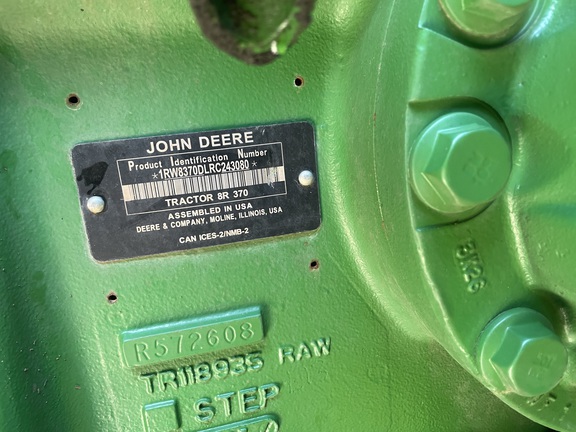 JOHN DEERE
Product Identification Number
*1RW8370DLRC243080*
TRACTOR 8R 370
ASSEMBLED IN USA
DEERE & COMPANY, MOLINE, ILLINOIS, USA
CAN ICES-2/NMB-2
BX26
R572608
TR118935 RAW
STEP